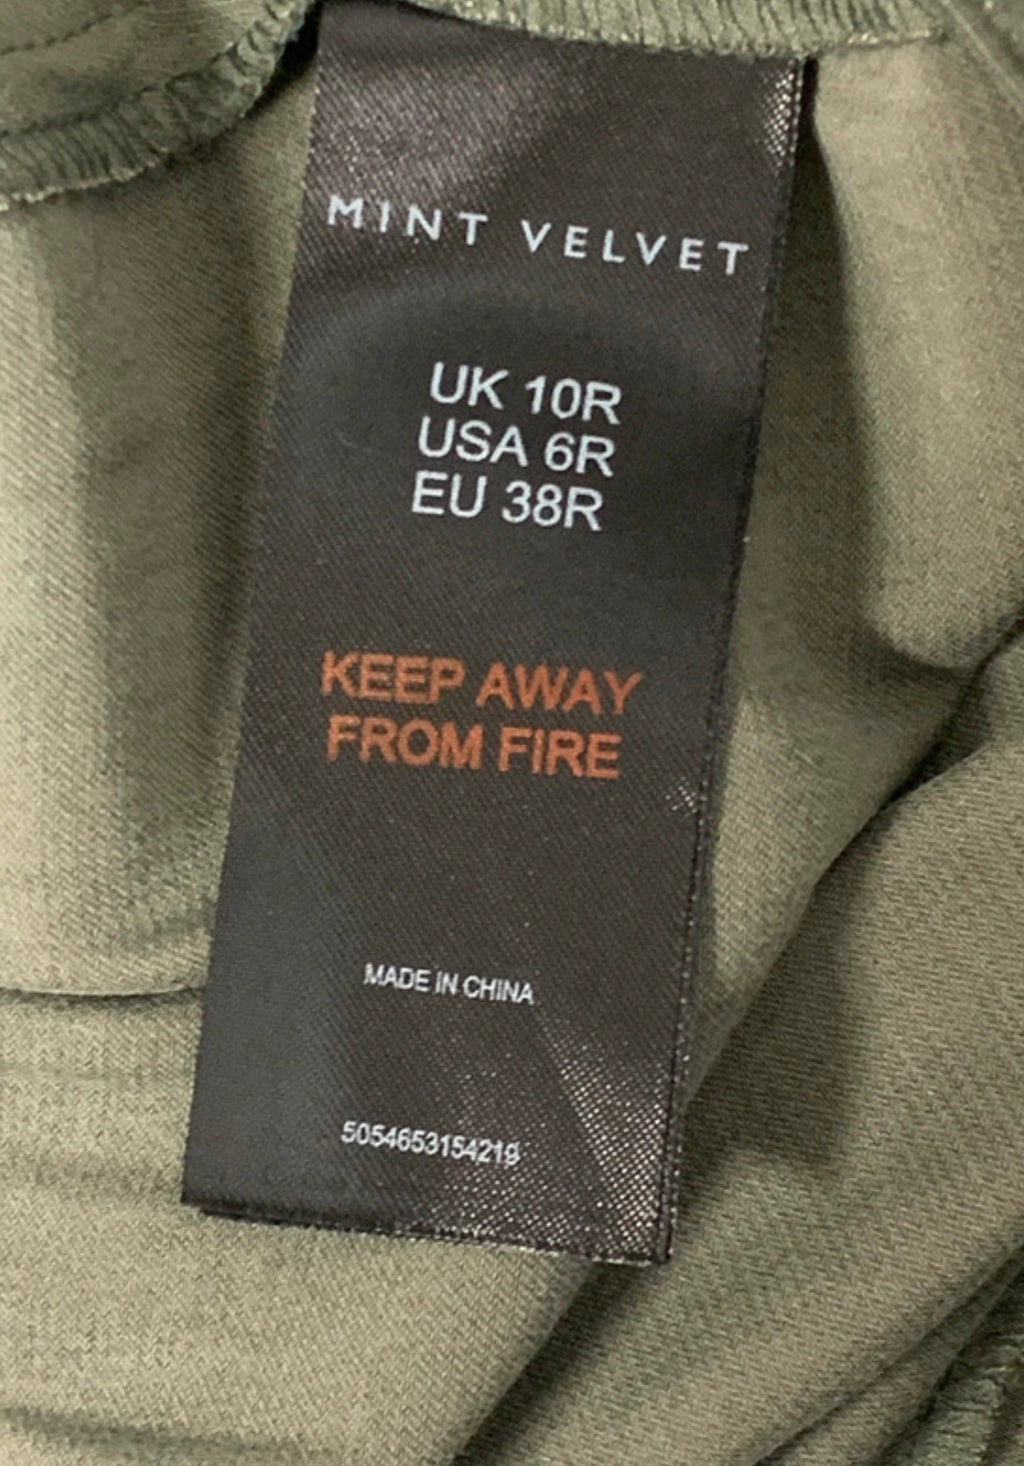 MINT VELVET
UK 10R
USA 6R
EU 38R
KEEP AWAY
FROM FIRE
MADE IN CHINA
5054653154219